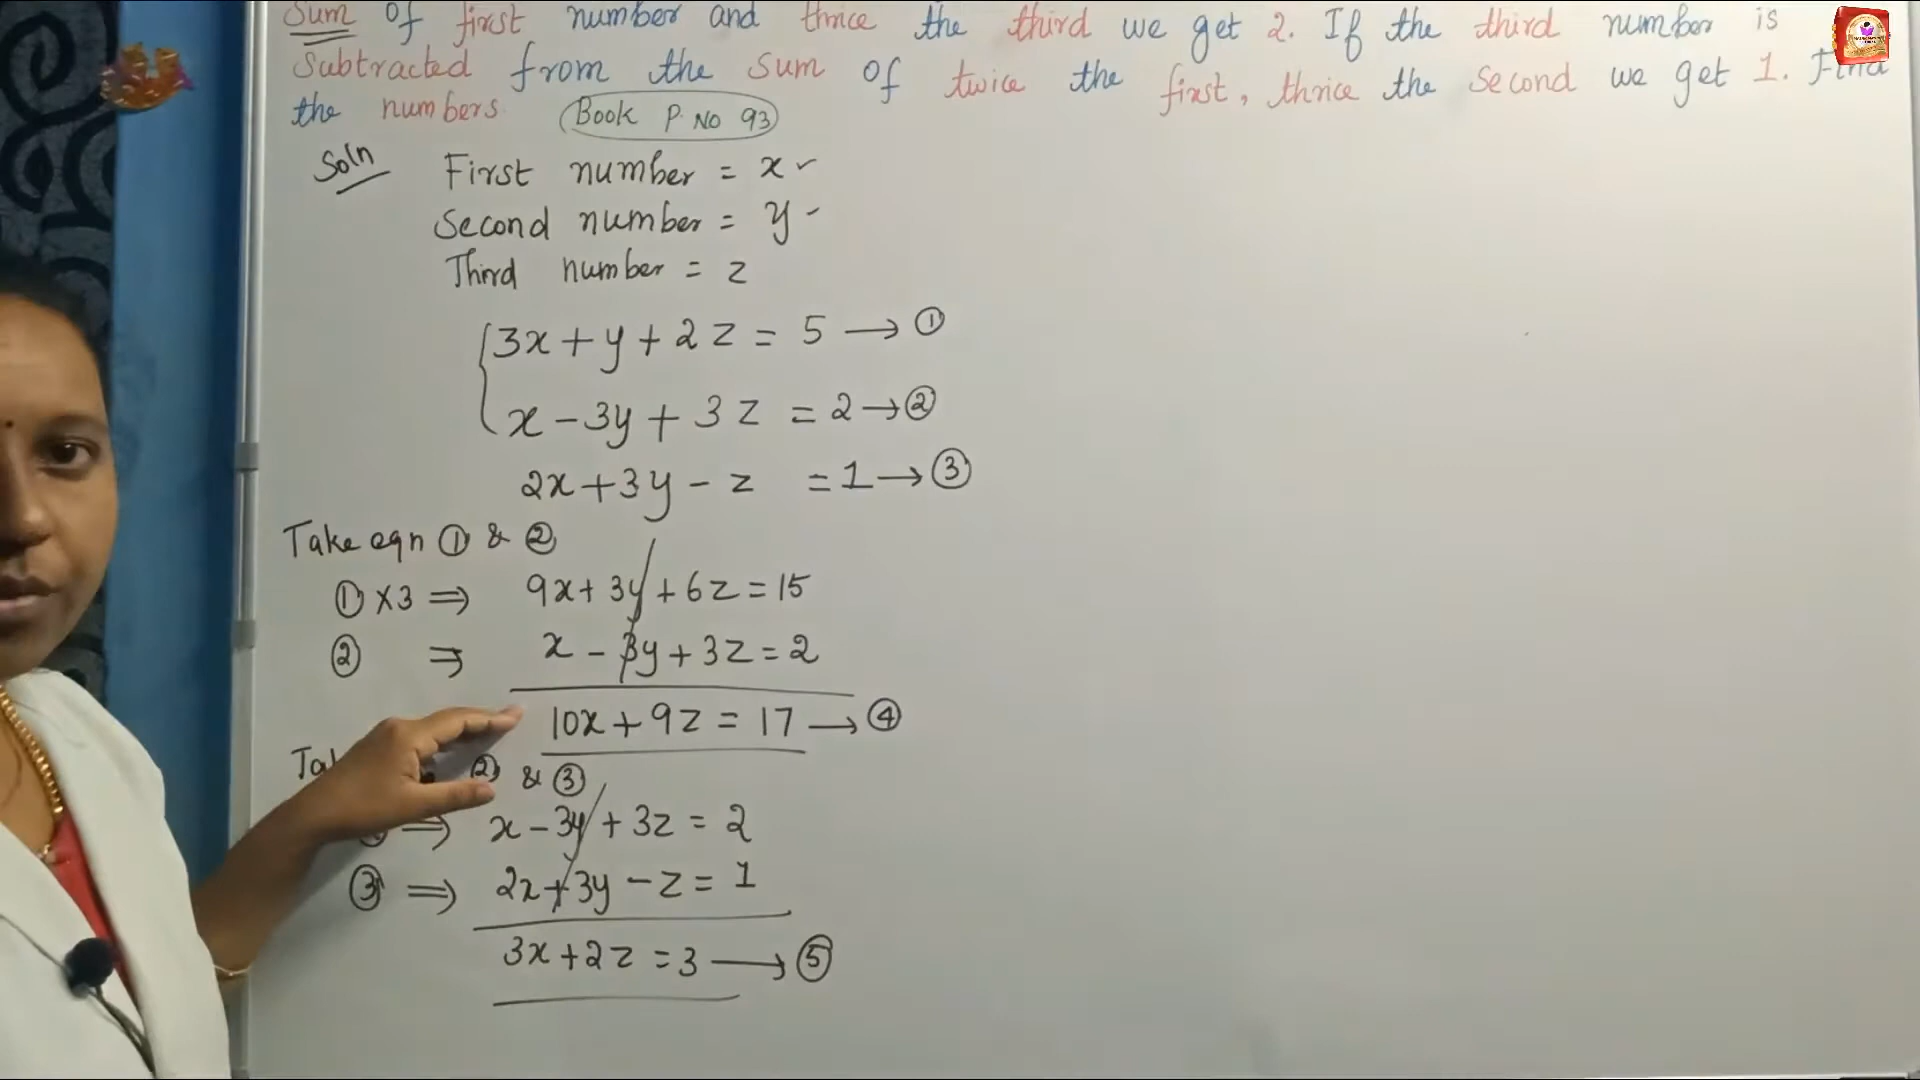 Sum of first number and thrice the third we get 2. If the third number is
Subtracted from the sum of twice the first, thrice the second we get 1. Find
the numbers. Book P. No 93
Soln First number = x
Second number = y
Third number = z
3x + y + 2z = 5 → ①
x - 3y + 3z = 2 → ②
2x + 3y - z = 1 → ③
Take eqn ① & ②
① x3 ⇒ 9x + 3y + 6z = 15
② ⇒ x - 3y + 3z = 2
10x + 9z = 17 → ④
② & ③
⇒ x - 3y + 3z = 2
③ ⇒ 2x + 3y - z = 1
3x + 2z = 3 → ⑤